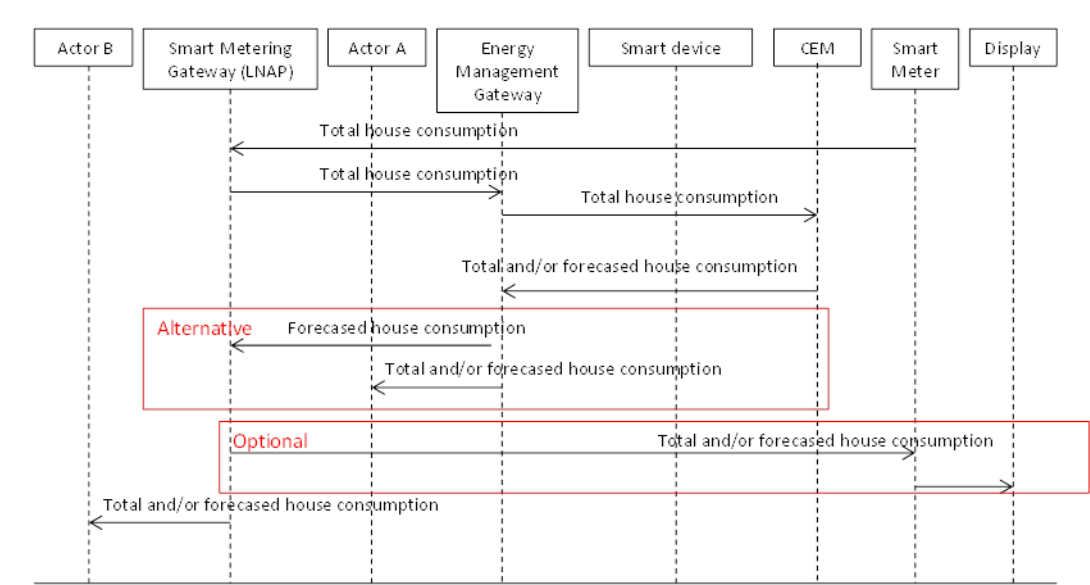 Actor B
Smart Metering
Gateway (LNAP)
Actor A
Energy
Management
Gateway
Smart device
CEM
Smart
Meter
Display
Total house consumption
Total house consumption
Total house consumption
Total and/or forecased house consumption
Alternative
Forecased house consumption
Total and/or forecased house consumption
Optional
Total and/or forecased house consumption
Total and/or forecased house consumption